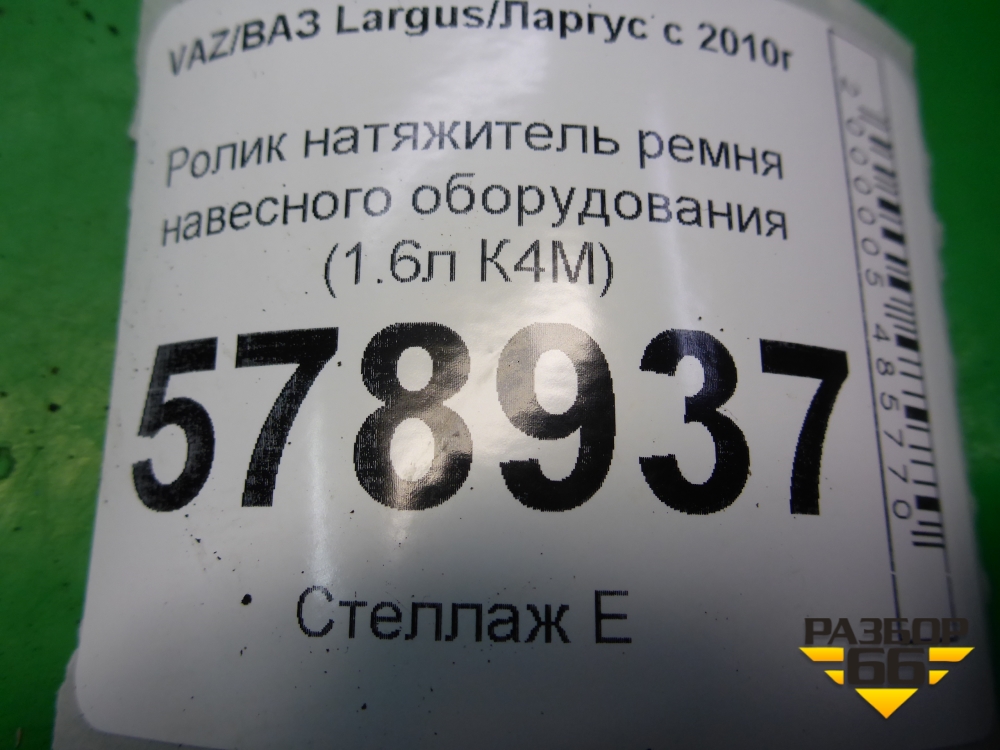 VAZ/ВАЗ Largus/Ларгус с 2010г
Ролик натяжитель ремня
навесного оборудования
(1.6л K4M)
578937
Стеллаж Е
2000005485770
РАЗБОР
66